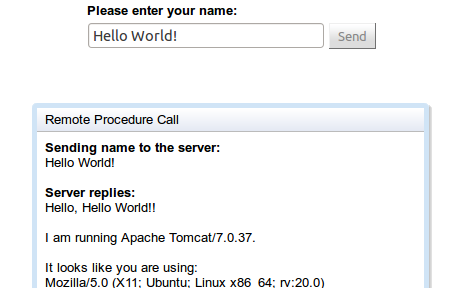 Please enter your name:
Hello World!
Send
Remote Procedure Call
Sending name to the server:
Hello World!
Server replies:
Hello, Hello World!!
I am running Apache Tomcat/7.0.37.
It looks like you are using:
Mozilla/5.0 (X11; Ubuntu; Linux x86_64; rv:20.0)